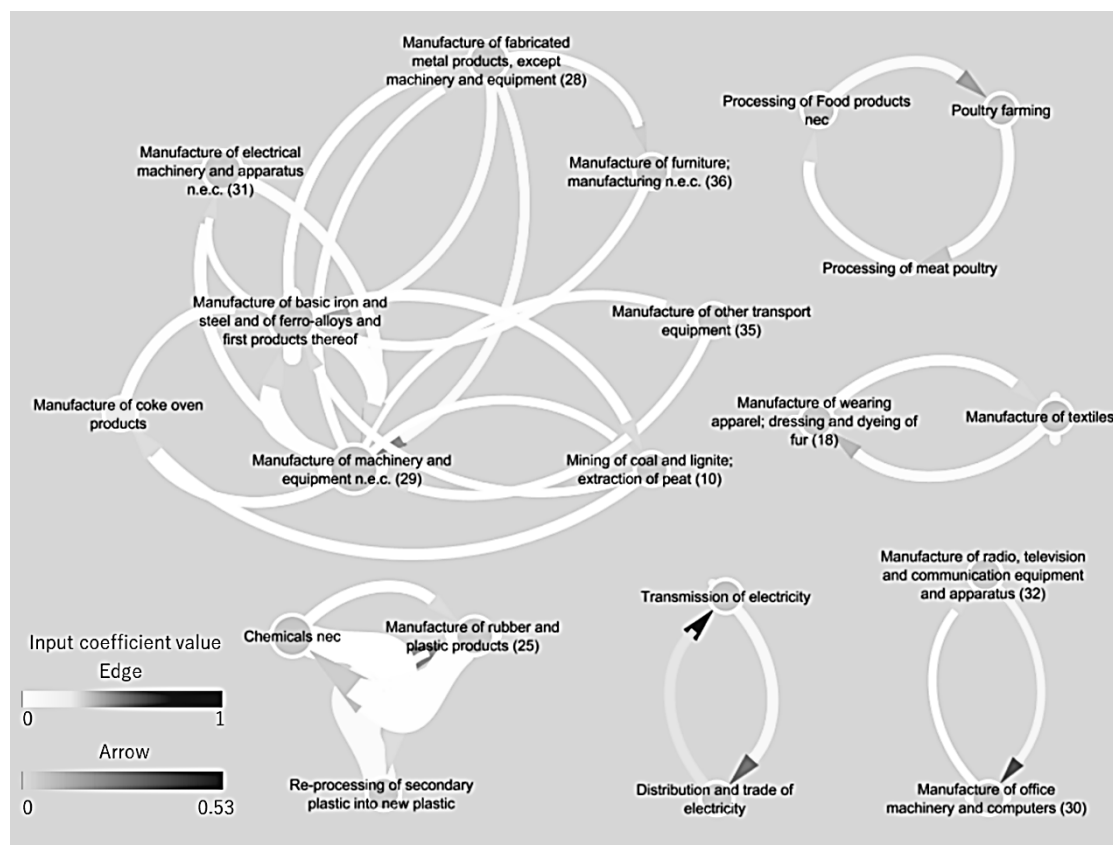 Manufacture of fabricated
metal products, except
machinery and equipment (28)
Processing of Food products
nec
Poultry farming
Manufacture of electrical
machinery and apparatus
n.e.c. (31)
Manufacture of furniture;
manufacturing n.e.c. (36)
Processing of meat poultry
Manufacture of basic iron and
steel and of ferro-alloys and
first products thereof
Manufacture of other transport
equipment (35)
Manufacture of coke oven
products
Manufacture of wearing
apparel; dressing and dyeing of
fur (18)
Manufacture of textiles
Manufacture of machinery and
equipment n.e.c. (29)
Mining of coal and lignite;
extraction of peat (10)
Manufacture of radio, television
and communication equipment
and apparatus (32)
Transmission of electricity
Chemicals nec
Manufacture of rubber and
plastic products (25)
Input coefficient value
Edge
0 1
Arrow
0 0.53
Re-processing of secondary
plastic into new plastic
Distribution and trade of
electricity
Manufacture of office
machinery and computers (30)